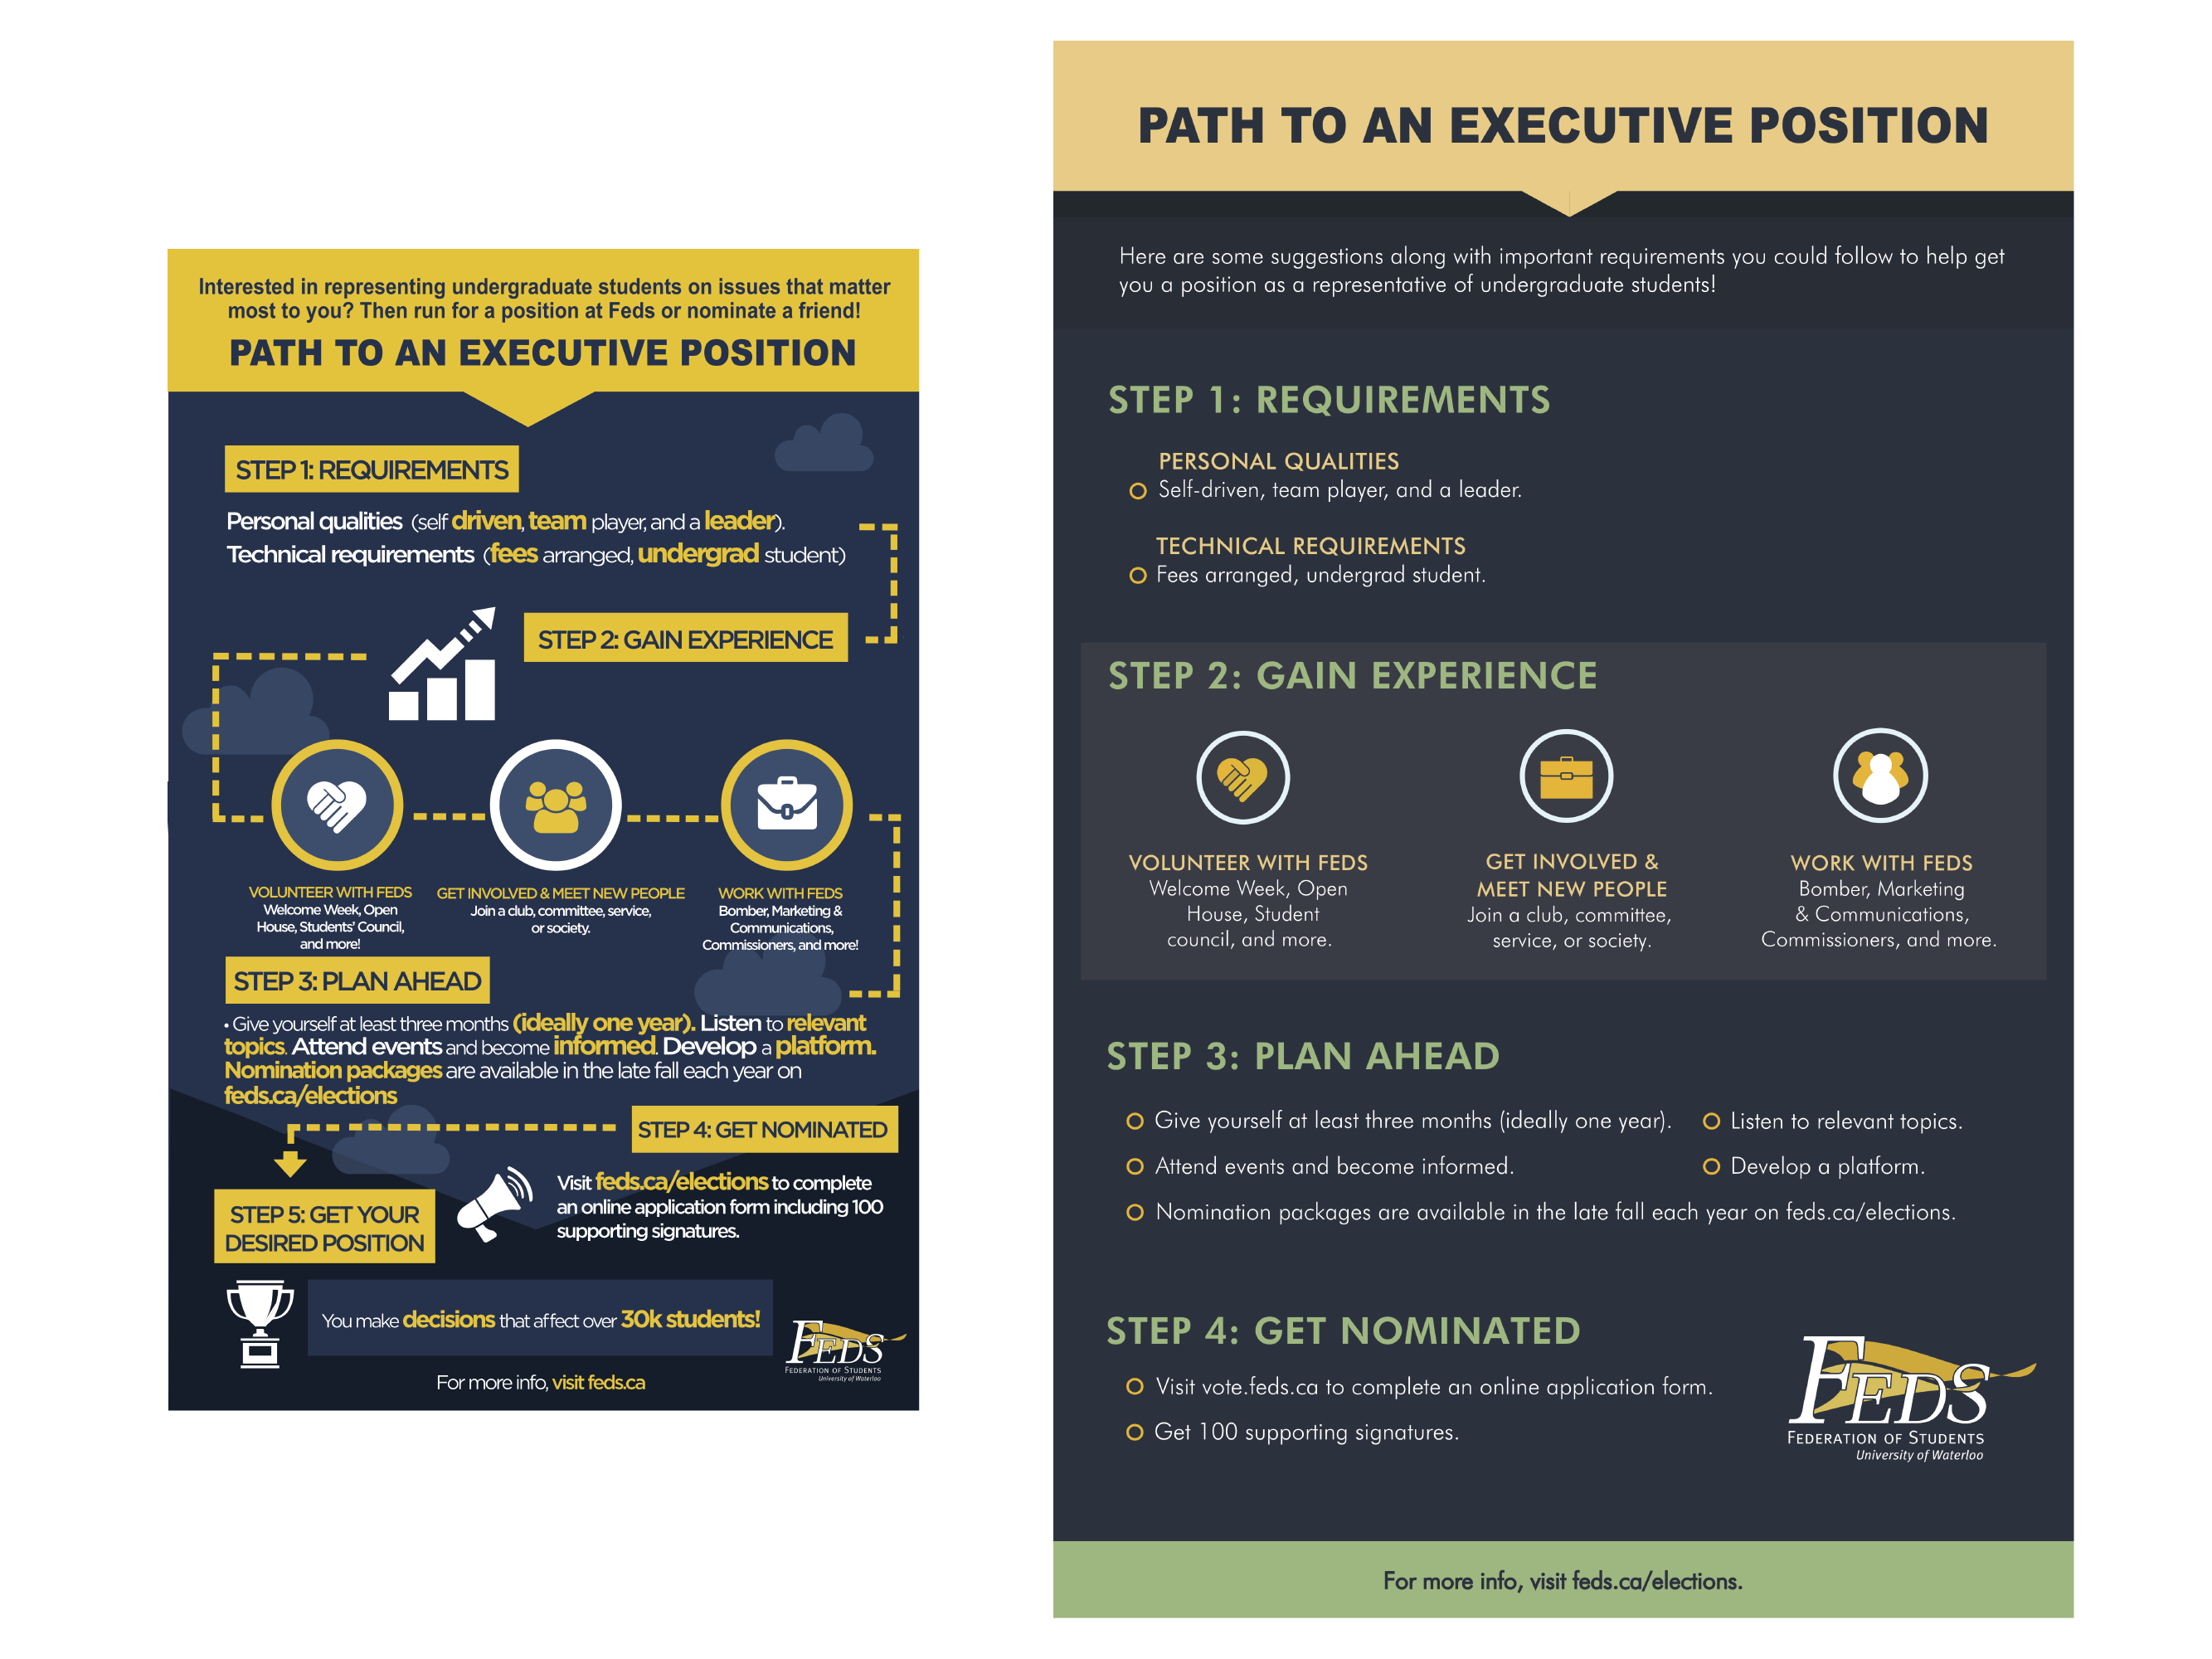 Interested in representing undergraduate students on issues that matter
most to you? Then run for a position at Feds or nominate a friend!
PATH TO AN EXECUTIVE POSITION
STEP 1: REQUIREMENTS
Personal qualities (self driven, team player, and a leader).
Technical requirements (fees arranged, undergrad student)
STEP 2: GAIN EXPERIENCE
VOLUNTEER WITH FEDS
Welcome Week, Open
House, Students' Council,
and more!
GET INVOLVED & MEET NEW PEOPLE
Join a club, committee, service,
or society.
WORK WITH FEDS
Bomber, Marketing &
Communications,
Commissioners, and more!
STEP 3: PLAN AHEAD
• Give yourself at least three months (ideally one year). Listen to relevant
topics. Attend events and become informed. Develop a platform.
Nomination packages are available in the late fall each year on
feds.ca/elections
STEP 4: GET NOMINATED
Visit feds.ca/elections to complete
an online application form including 100
supporting signatures.
STEP 5: GET YOUR
DESIRED POSITION
You make decisions that affect over 30k students!
FEDS
FEDERATION OF STUDENTS
University of Waterloo
For more info, visit feds.ca
PATH TO AN EXECUTIVE POSITION
Here are some suggestions along with important requirements you could follow to help get
you a position as a representative of undergraduate students!
STEP 1: REQUIREMENTS
PERSONAL QUALITIES
Self-driven, team player, and a leader.
TECHNICAL REQUIREMENTS
Fees arranged, undergrad student.
STEP 2: GAIN EXPERIENCE
VOLUNTEER WITH FEDS
Welcome Week, Open
House, Student
council, and more.
GET INVOLVED &
MEET NEW PEOPLE
Join a club, committee,
service, or society.
WORK WITH FEDS
Bomber, Marketing
& Communications,
Commissioners, and more.
STEP 3: PLAN AHEAD
Give yourself at least three months (ideally one year).
Listen to relevant topics.
Attend events and become informed.
Develop a platform.
Nomination packages are available in the late fall each year on feds.ca/elections.
STEP 4: GET NOMINATED
Visit vote.feds.ca to complete an online application form.
Get 100 supporting signatures.
FEDS
FEDERATION OF STUDENTS
University of Waterloo
For more info, visit feds.ca/elections.